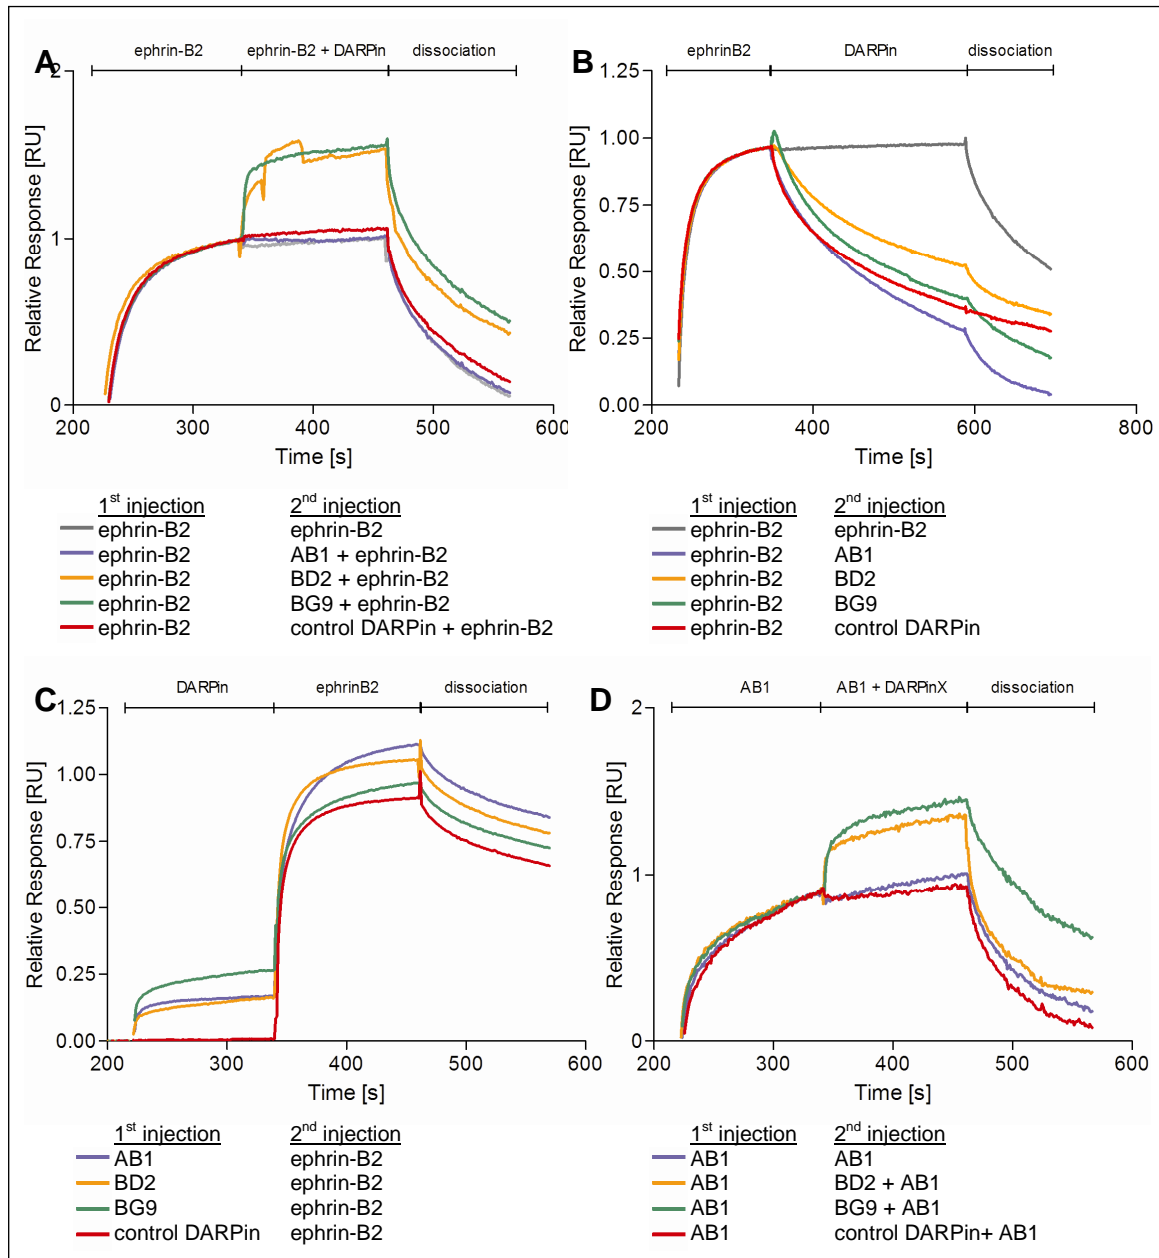 A
ephrin-B2 ephrin-B2 + DARPin dissociation
2
1
0
Relative Response [RU]
200 300 400 500 600
Time [s]
1st injection 2nd injection
ephrin-B2 ephrin-B2
ephrin-B2 AB1 + ephrin-B2
ephrin-B2 BD2 + ephrin-B2
ephrin-B2 BG9 + ephrin-B2
ephrin-B2 control DARPin + ephrin-B2
B
ephrinB2 DARPin dissociation
1.25
1.00
0.75
0.50
0.25
0.00
Relative Response [RU]
200 400 600 800
Time [s]
1st injection 2nd injection
ephrin-B2 ephrin-B2
ephrin-B2 AB1
ephrin-B2 BD2
ephrin-B2 BG9
ephrin-B2 control DARPin
C
DARPin ephrinB2 dissociation
1.25
1.00
0.75
0.50
0.25
0.00
Relative Response [RU]
200 300 400 500 600
Time [s]
1st injection 2nd injection
AB1 ephrin-B2
BD2 ephrin-B2
BG9 ephrin-B2
control DARPin ephrin-B2
D
AB1 AB1 + DARPinX dissociation
2
1
0
Relative Response [RU]
200 300 400 500 600
Time [s]
1st injection 2nd injection
AB1 AB1
AB1 BD2 + AB1
AB1 BG9 + AB1
AB1 control DARPin+ AB1